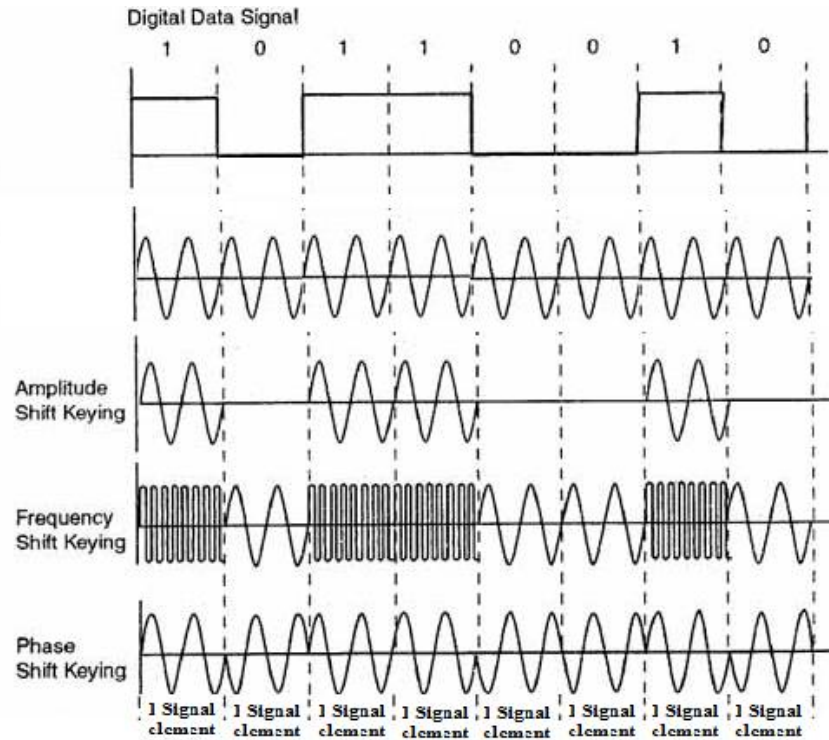 Digital Data Signal
1 0 1 1 0 0 1 0
Amplitude
Shift Keying
Frequency
Shift Keying
Phase
Shift Keying
1 Signal 1 Signal 1 Signal 1 Signal 1 Signal 1 Signal 1 Signal 1 Signal
element element element element element element element element